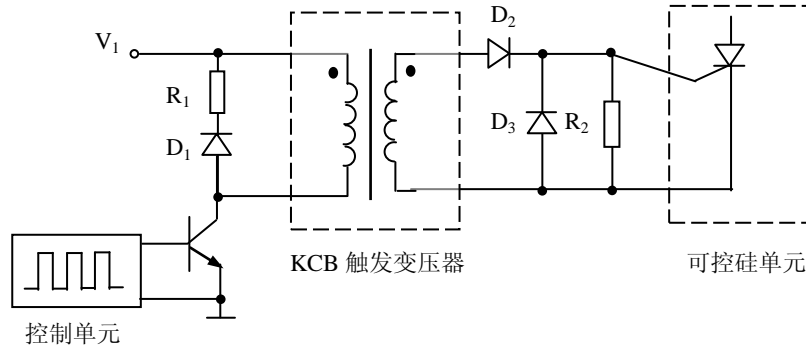 V₁
R₁
D₁
D₂
D₃
R₂
KCB 触发变压器
可控硅单元
控制单元